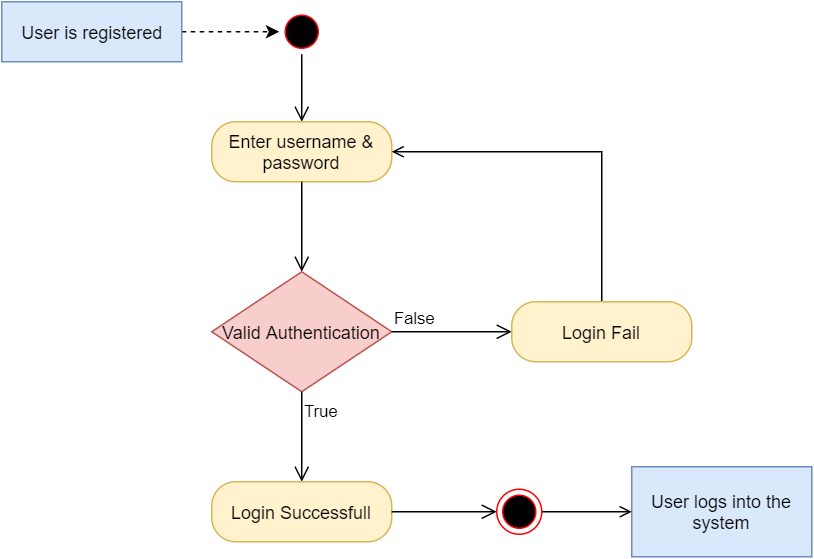 User is registered
Enter username &
password
False
Valid Authentication
Login Fail
True
Login Successfull
User logs into the
system